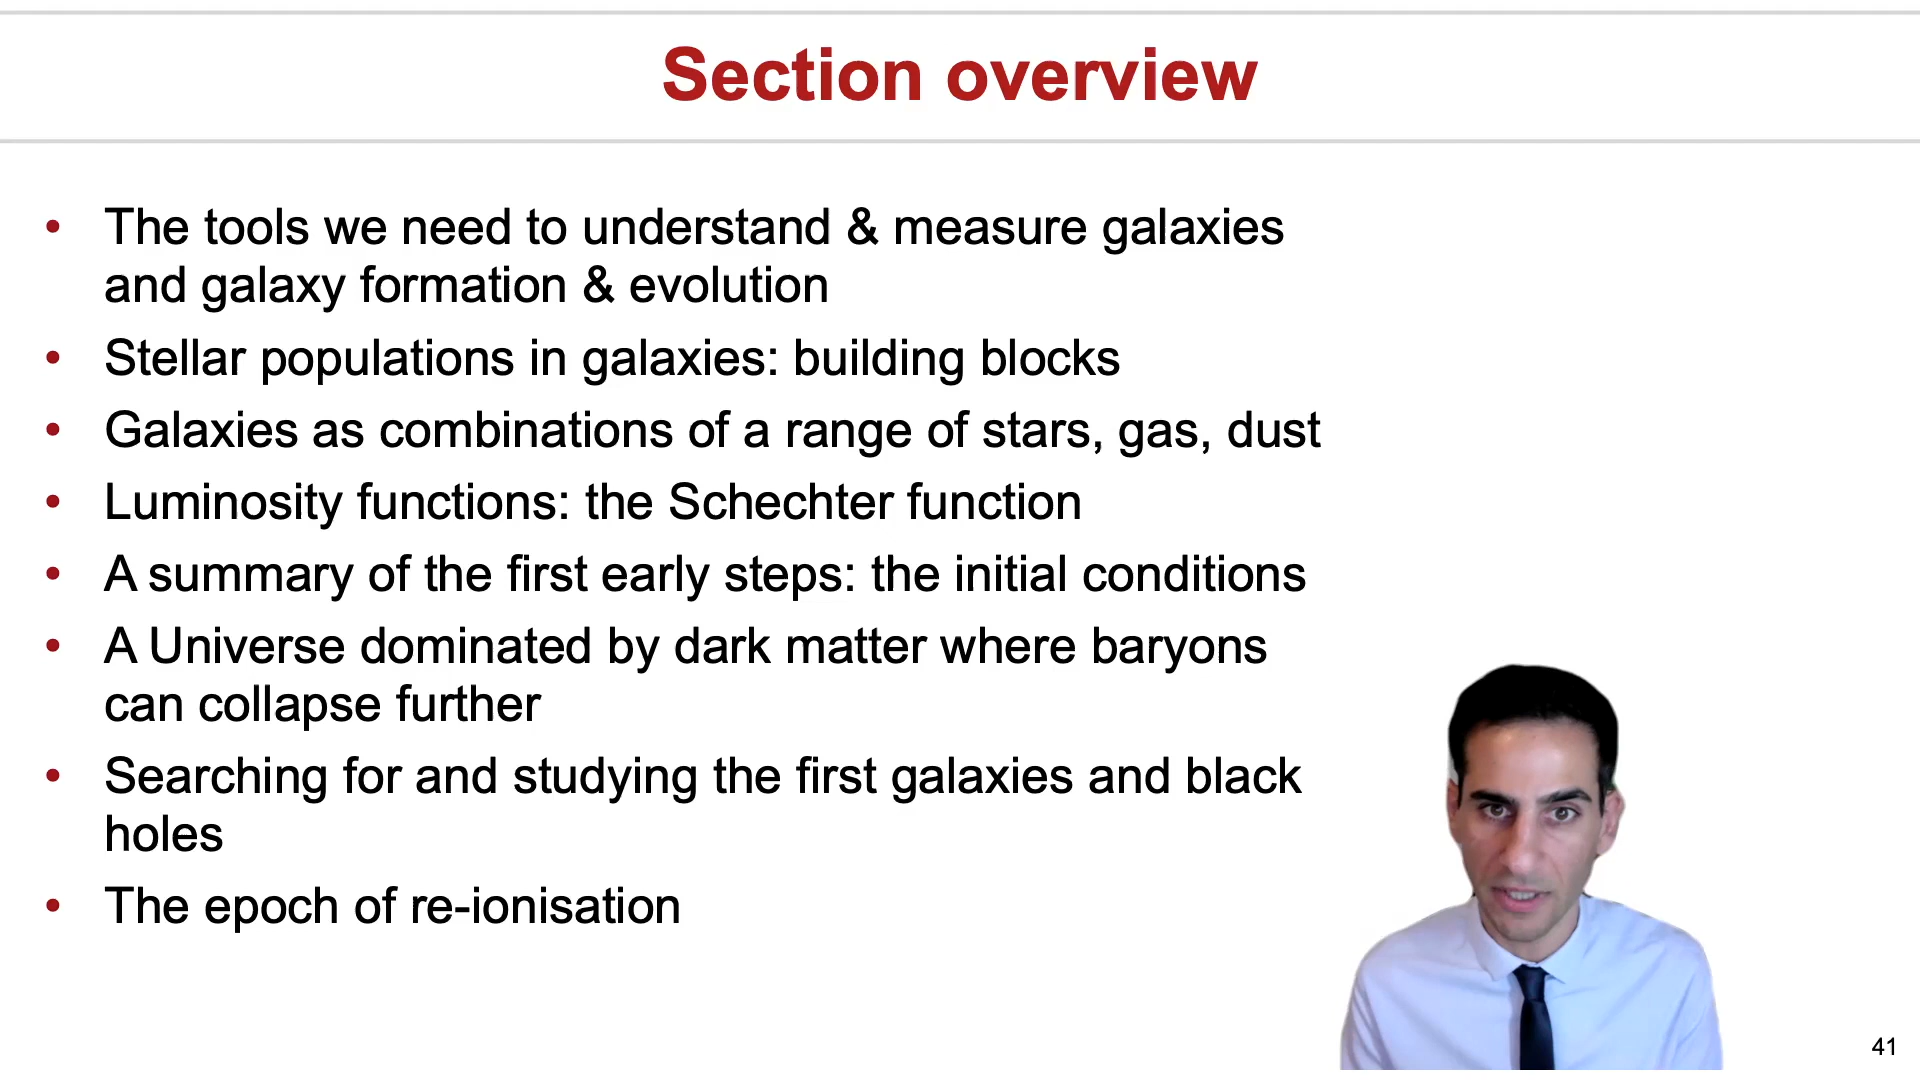 Section overview
• The tools we need to understand & measure galaxies
and galaxy formation & evolution
• Stellar populations in galaxies: building blocks
• Galaxies as combinations of a range of stars, gas, dust
• Luminosity functions: the Schechter function
• A summary of the first early steps: the initial conditions
• A Universe dominated by dark matter where baryons
can collapse further
• Searching for and studying the first galaxies and black
holes
• The epoch of re-ionisation
41